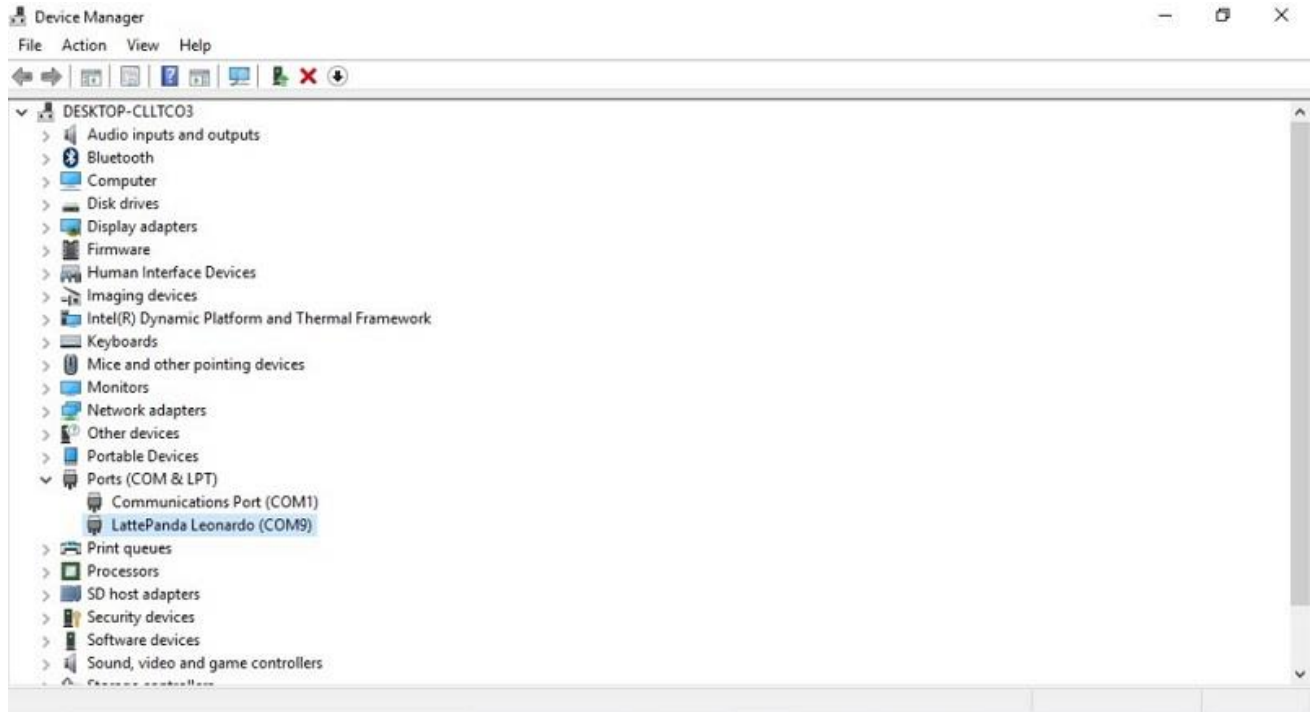 Device Manager
File Action View Help
DESKTOP-CLLTCO3
Audio inputs and outputs
Bluetooth
Computer
Disk drives
Display adapters
Firmware
Human Interface Devices
Imaging devices
Intel(R) Dynamic Platform and Thermal Framework
Keyboards
Mice and other pointing devices
Monitors
Network adapters
Other devices
Portable Devices
Ports (COM & LPT)
Communications Port (COM1)
LattePanda Leonardo (COM9)
Print queues
Processors
SD host adapters
Security devices
Software devices
Sound, video and game controllers